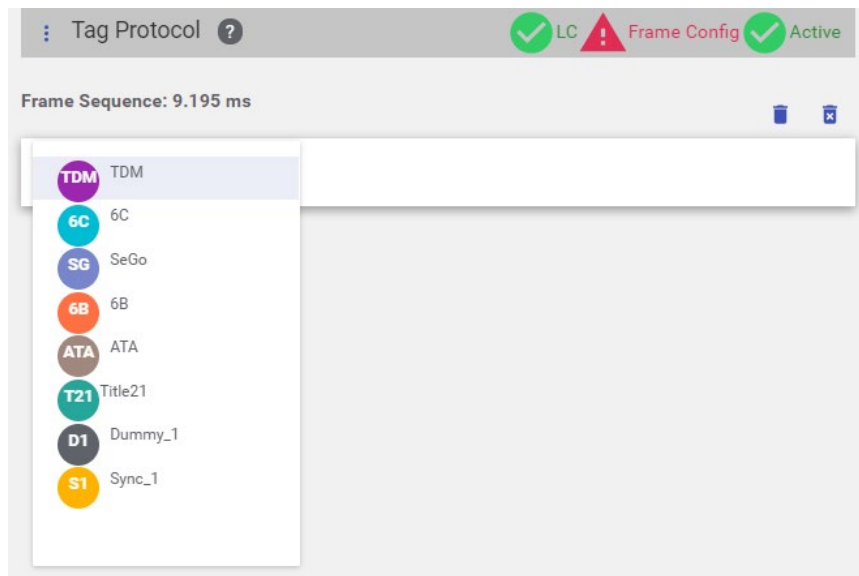 Tag Protocol ? LC Frame Config Active
Frame Sequence: 9.195 ms
TDM TDM
6C 6C
SG SeGo
6B 6B
ATA ATA
T21 Title21
D1 Dummy_1
S1 Sync_1